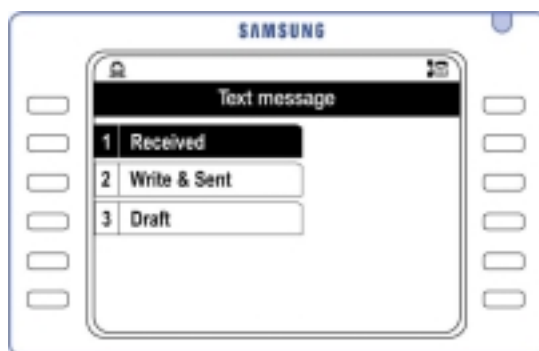 SAMSUNG
Text message
1 Received
2 Write & Sent
3 Draft